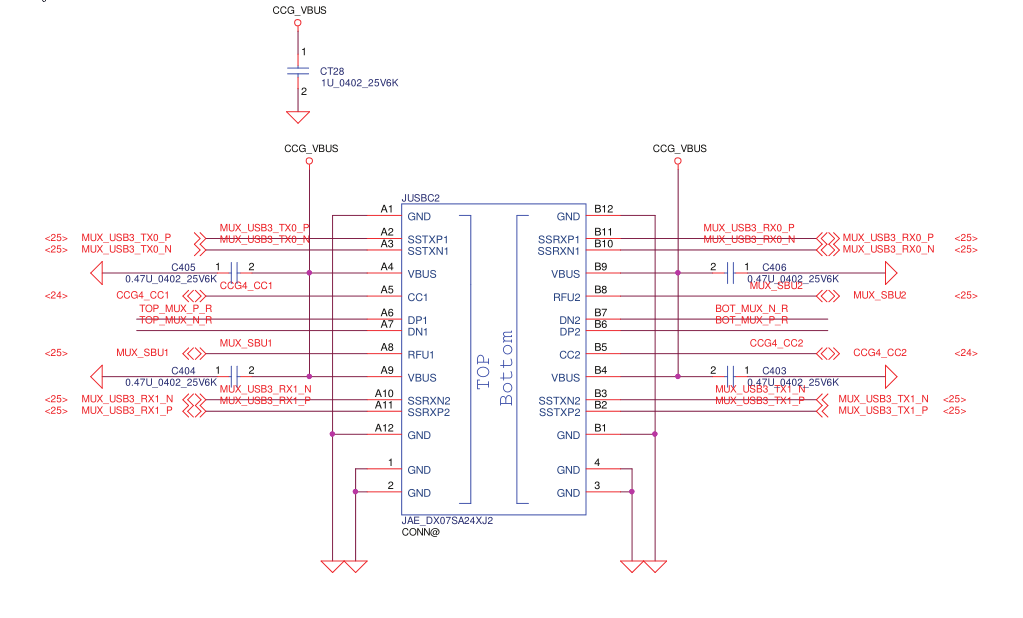 CCG_VBUS
1
CT28
1U_0402_25V6K
2
CCG_VBUS
CCG_VBUS
JUSBC2
A1 GND GND B12
<25> MUX_USB3_TX0_P MUX_USB3_TX0_P A2 SSTXP1 SSRXP1 B11 MUX_USB3_RX0_P MUX_USB3_RX0_P <25>
<25> MUX_USB3_TX0_N MUX_USB3_TX0_N A3 SSTXN1 SSRXN1 B10 MUX_USB3_RX0_N MUX_USB3_RX0_N <25>
C405 1 2 A4 VBUS VBUS B9 2 1 C406
0.47U_0402_25V6K 0.47U_0402_25V6K
<24> CCG4_CC1 CCG4_CC1 A5 CC1 RFU2 B8 MUX_SBU2 MUX_SBU2 <25>
TOP_MUX_P_R A6 DP1 DN2 B7 BOT_MUX_N_R
TOP_MUX_N_R A7 DN1 DP2 B6 BOT_MUX_P_R
<25> MUX_SBU1 MUX_SBU1 A8 RFU1 CC2 B5 CCG4_CC2 CCG4_CC2 <24>
C404 1 2 A9 VBUS VBUS B4 2 1 C403
0.47U_0402_25V6K 0.47U_0402_25V6K
<25> MUX_USB3_RX1_N MUX_USB3_RX1_N A10 SSRXN2 SSTXN2 B3 MUX_USB3_TX1_N MUX_USB3_TX1_N <25>
<25> MUX_USB3_RX1_P MUX_USB3_RX1_P A11 SSRXP2 SSTXP2 B2 MUX_USB3_TX1_P MUX_USB3_TX1_P <25>
A12 GND GND B1
1 GND GND 4
2 GND GND 3
TOP
Bottom
JAE_DX07SA24XJ2
CONN@